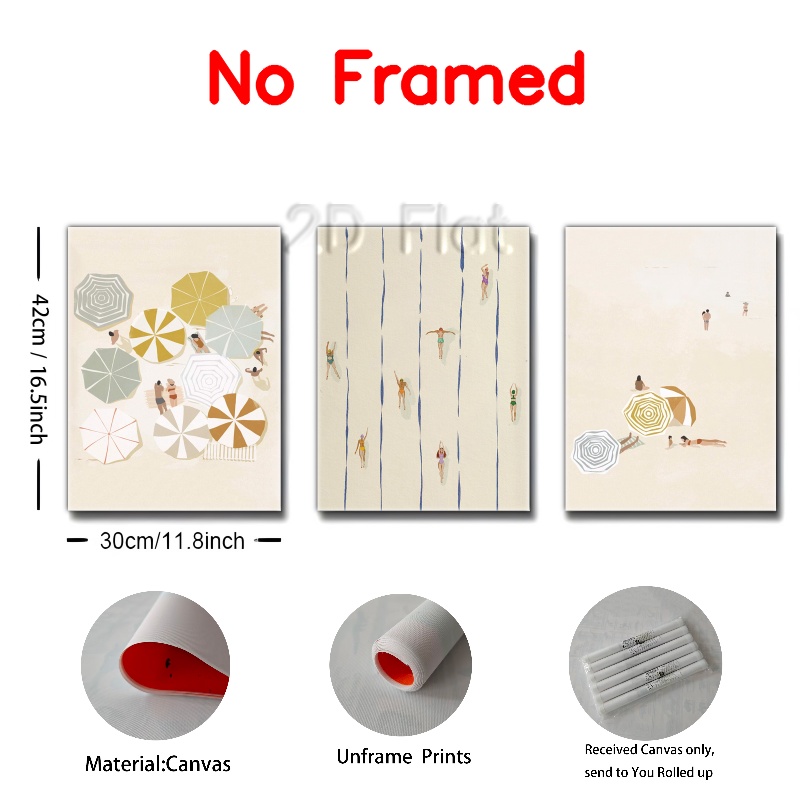 No Framed
2D Flat
42cm / 16.5inch
30cm/11.8inch
Material:Canvas
Unframe Prints
Received Canvas only,
send to You Rolled up